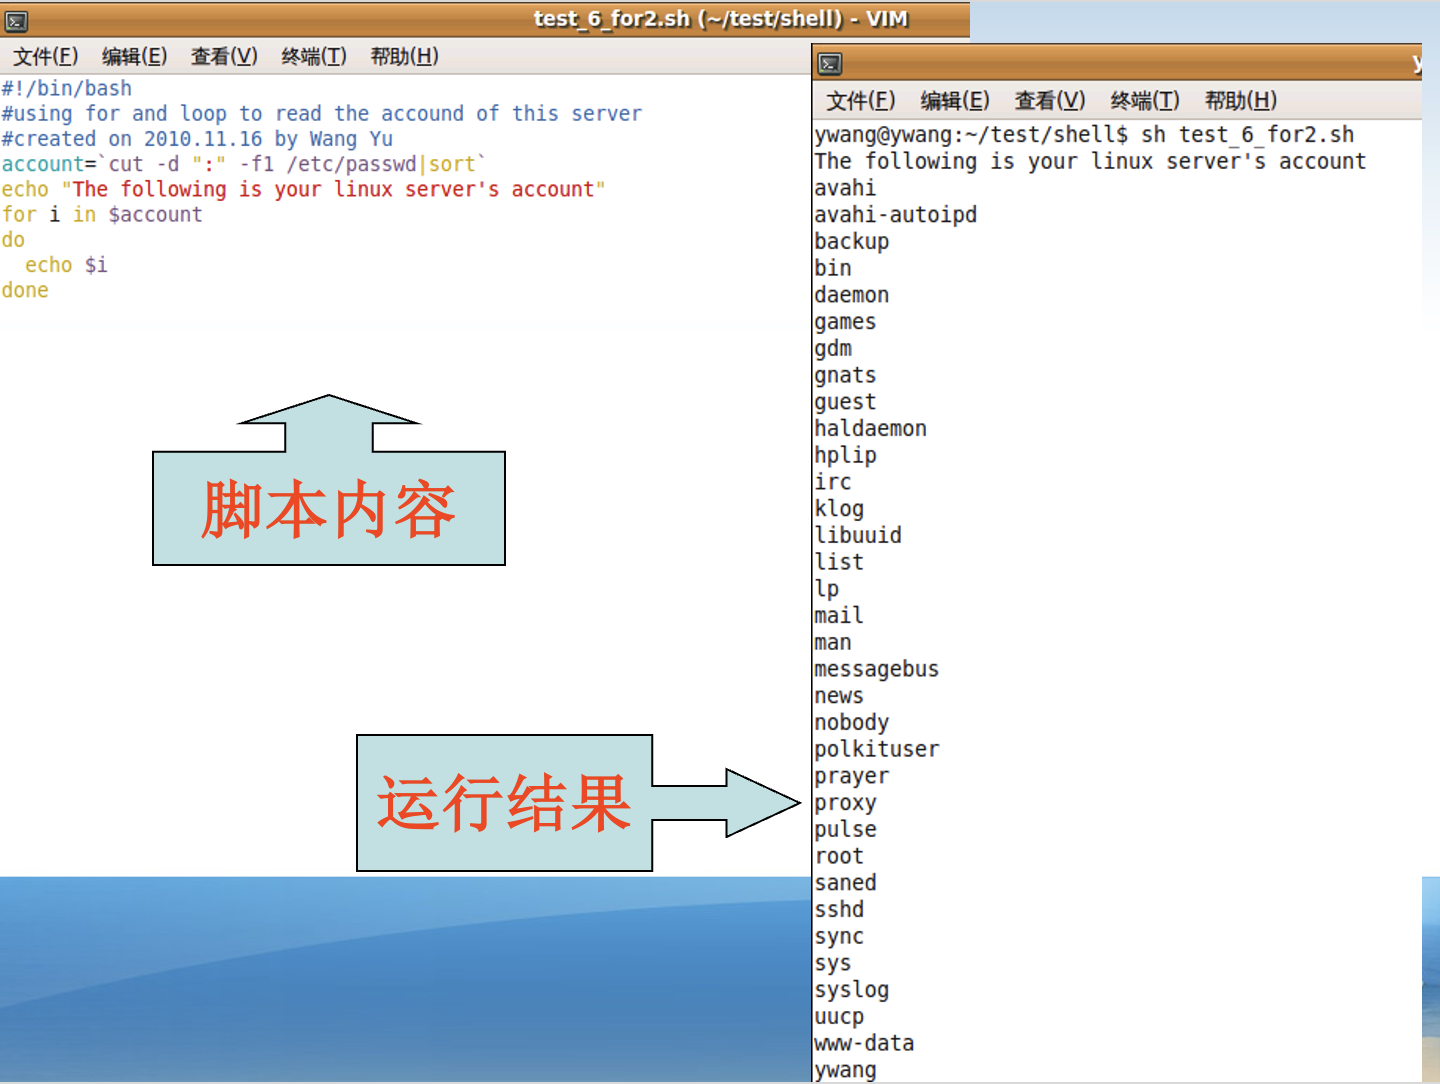 test_6_for2.sh (~/test/shell) - VIM
文件(F) 编辑(E) 查看(V) 终端(T) 帮助(H)
#!/bin/bash
#using for and loop to read the accound of this server
#created on 2010.11.16 by Wang Yu
account=`cut -d ":" -f1 /etc/passwd|sort`
echo "The following is your linux server's account"
for i in $account
do
  echo $i
done
脚本内容
运行结果
文件(F) 编辑(E) 查看(V) 终端(T) 帮助(H)
ywang@ywang:~/test/shell$ sh test_6_for2.sh
The following is your linux server's account
avahi
avahi-autoipd
backup
bin
daemon
games
gdm
gnats
guest
haldaemon
hplip
irc
klog
libuuid
list
lp
mail
man
messagebus
news
nobody
polkituser
prayer
proxy
pulse
root
saned
sshd
sync
sys
syslog
uucp
www-data
ywang